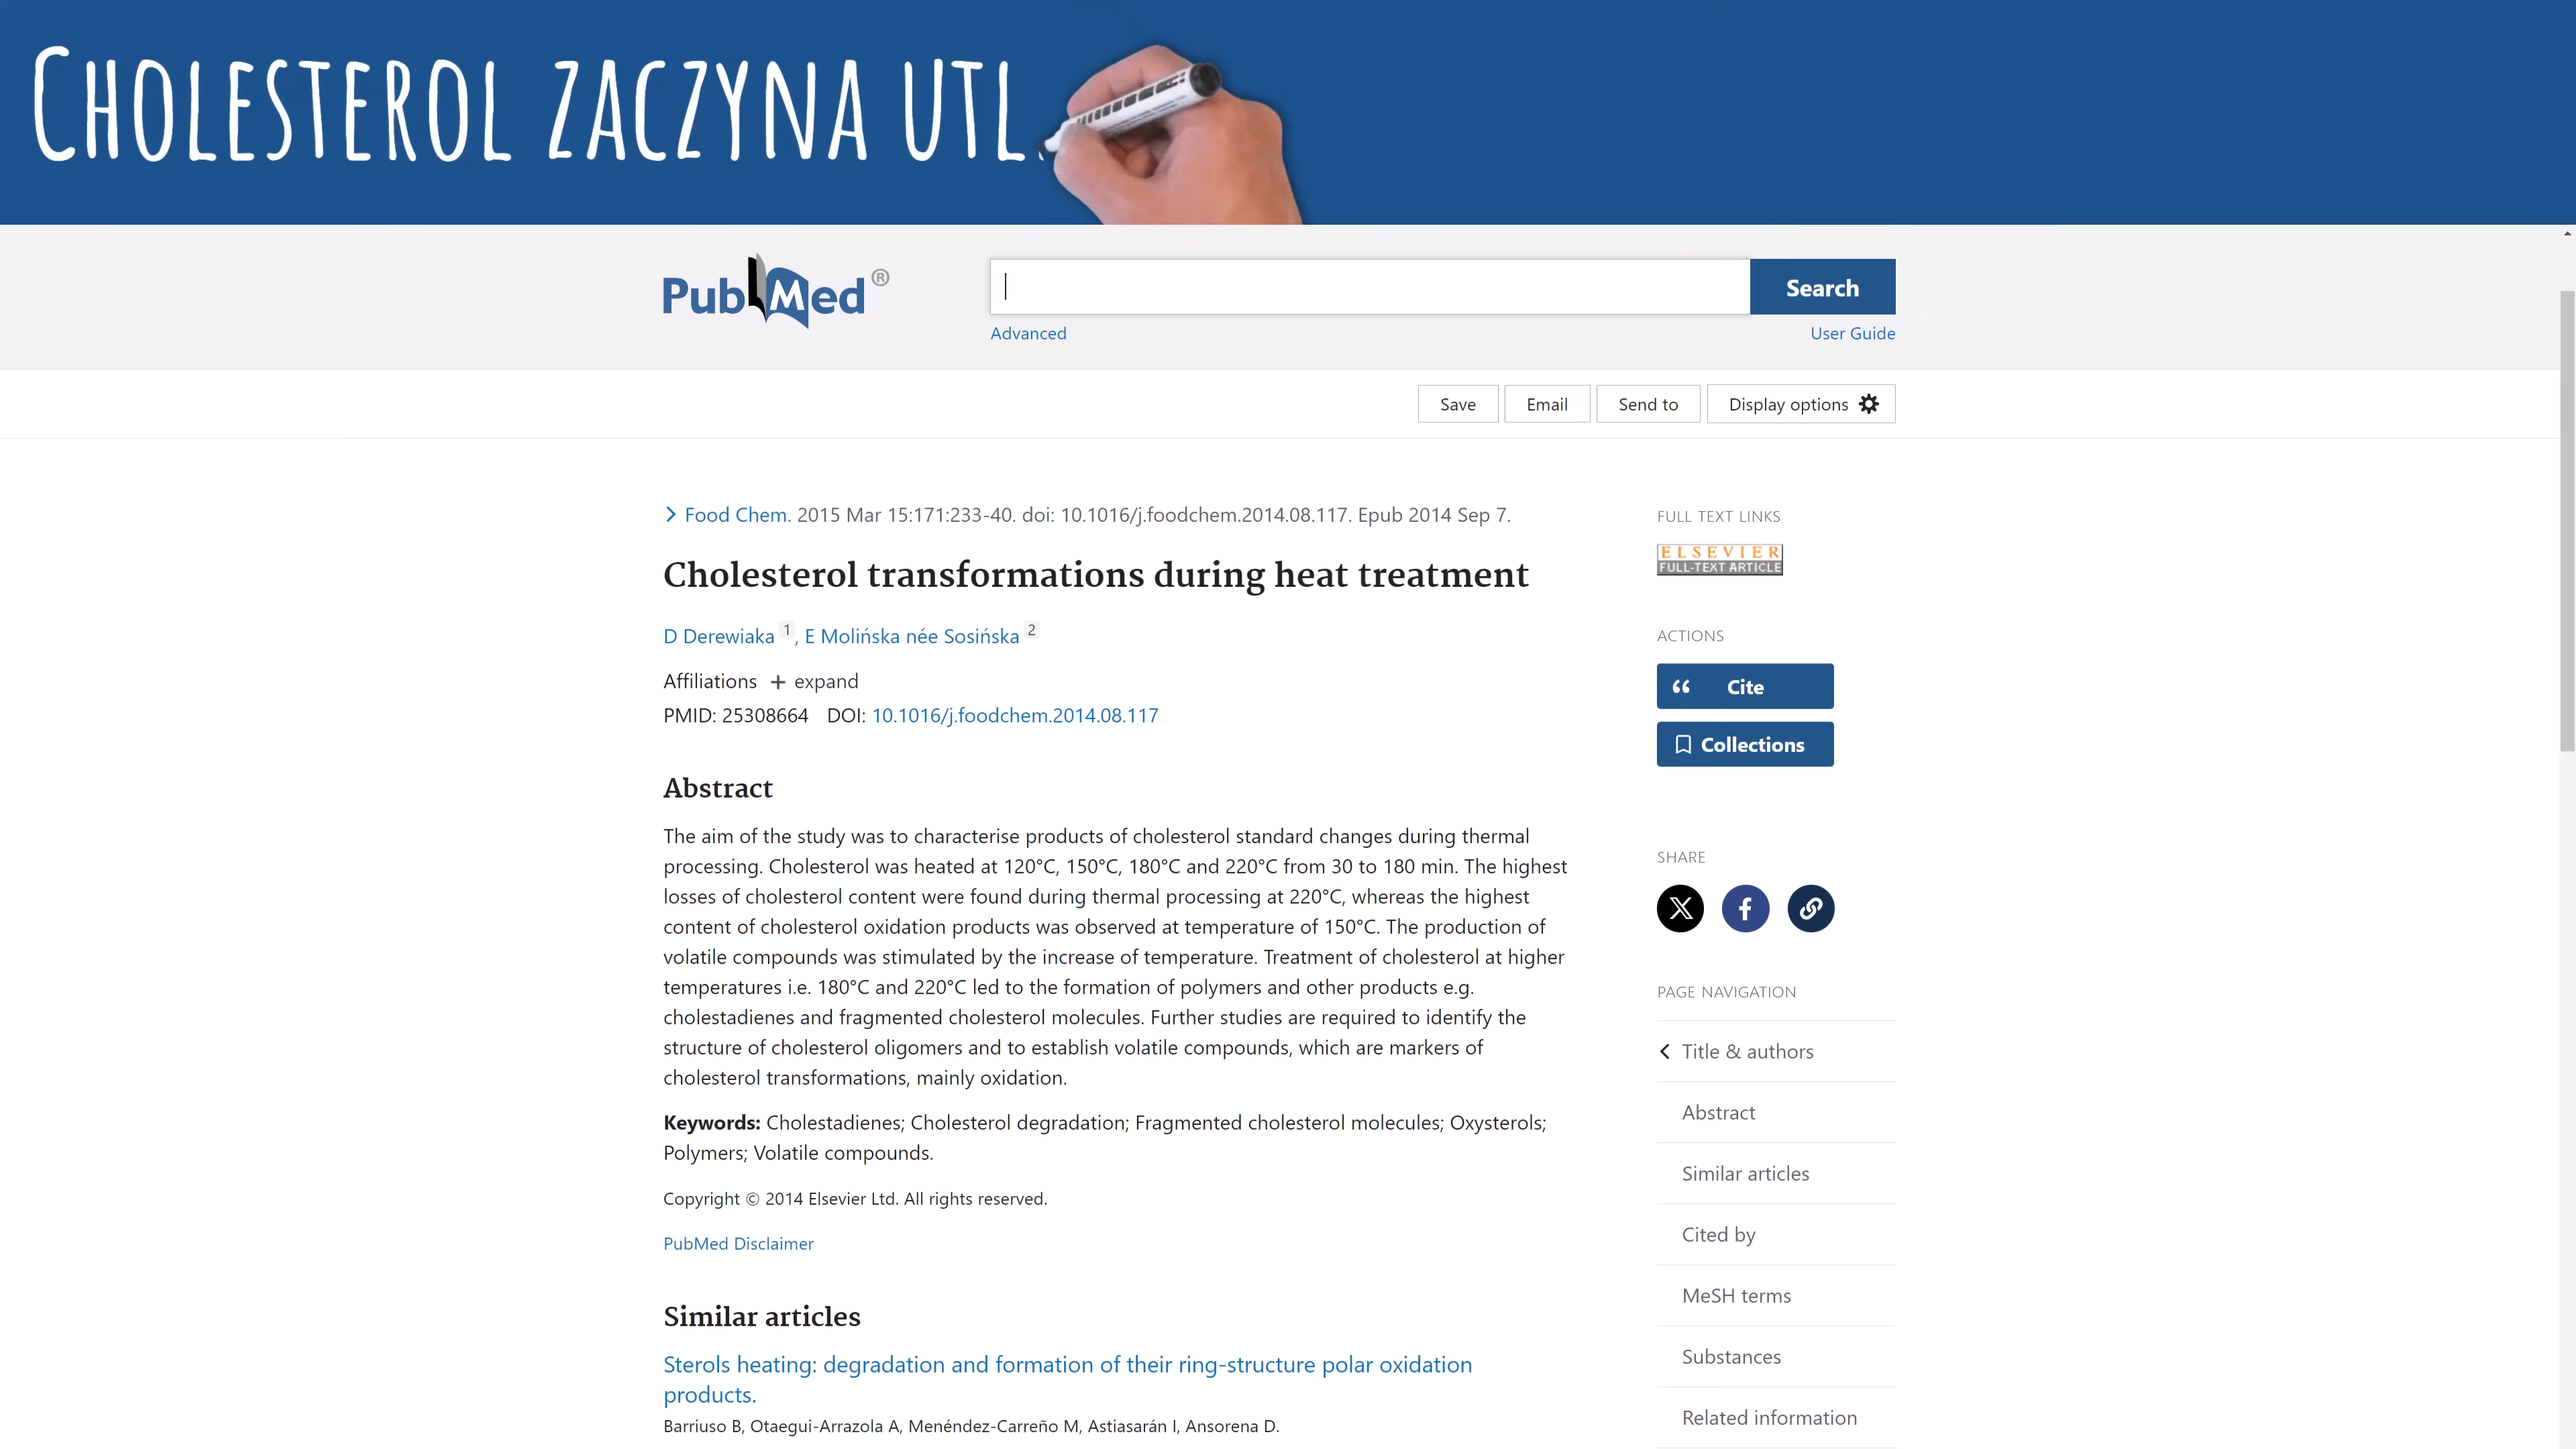 CHOLESTEROL ZACZYNA UTL
PubMed®
Search
Advanced
User Guide
Save
Email
Send to
Display options
Food Chem. 2015 Mar 15:171:233-40. doi: 10.1016/j.foodchem.2014.08.117. Epub 2014 Sep 7.
Cholesterol transformations during heat treatment
D Derewiaka 1, E Molińska née Sosińska 2
Affiliations + expand
PMID: 25308664 DOI: 10.1016/j.foodchem.2014.08.117
Abstract
The aim of the study was to characterise products of cholesterol standard changes during thermal
processing. Cholesterol was heated at 120°C, 150°C, 180°C and 220°C from 30 to 180 min. The highest
losses of cholesterol content were found during thermal processing at 220°C, whereas the highest
content of cholesterol oxidation products was observed at temperature of 150°C. The production of
volatile compounds was stimulated by the increase of temperature. Treatment of cholesterol at higher
temperatures i.e. 180°C and 220°C led to the formation of polymers and other products e.g.
cholestadienes and fragmented cholesterol molecules. Further studies are required to identify the
structure of cholesterol oligomers and to establish volatile compounds, which are markers of
cholesterol transformations, mainly oxidation.
Keywords: Cholestadienes; Cholesterol degradation; Fragmented cholesterol molecules; Oxysterols;
Polymers; Volatile compounds.
Copyright © 2014 Elsevier Ltd. All rights reserved.
PubMed Disclaimer
Similar articles
Sterols heating: degradation and formation of their ring-structure polar oxidation
products.
Barriuso B, Otaegui-Arrazola A, Menéndez-Carreño M, Astiasarán I, Ansorena D.
FULL TEXT LINKS
ELSEVIER
FULL-TEXT ARTICLE
ACTIONS
Cite
Collections
SHARE
PAGE NAVIGATION
Title & authors
Abstract
Similar articles
Cited by
MeSH terms
Substances
Related information